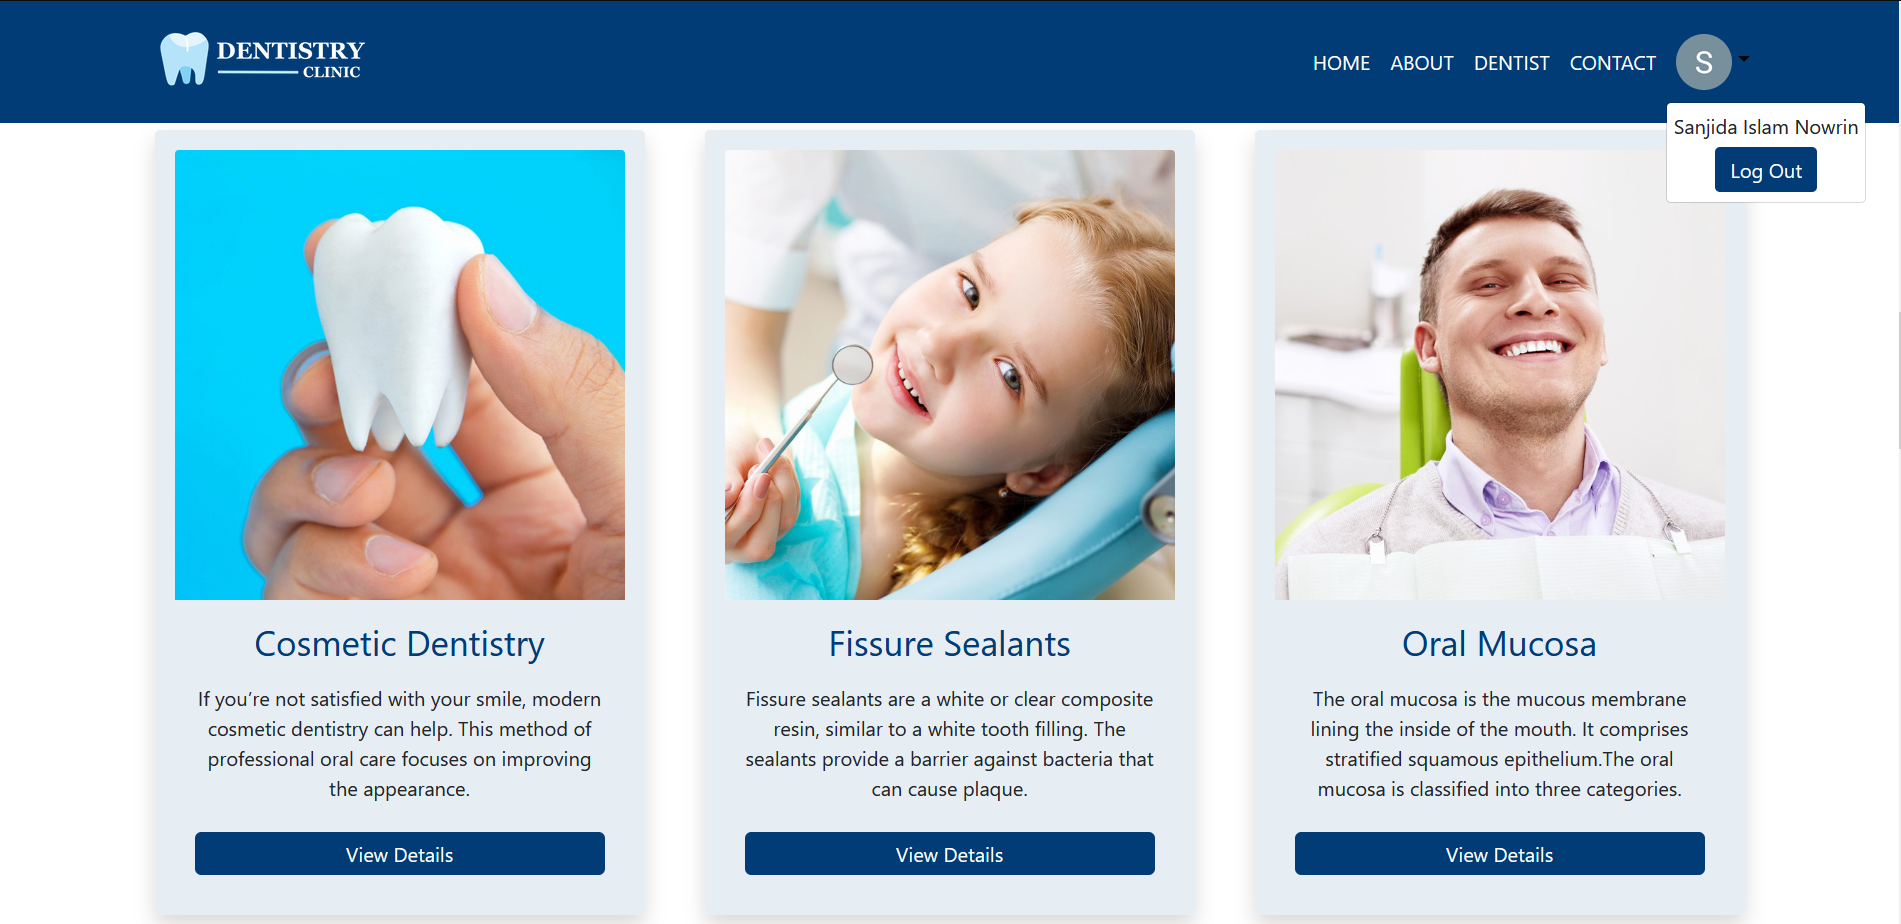 DENTISTRY
CLINIC
HOME ABOUT DENTIST CONTACT S
Sanjida Islam Nowrin
Log Out
Cosmetic Dentistry
If you’re not satisfied with your smile, modern
cosmetic dentistry can help. This method of
professional oral care focuses on improving
the appearance.
View Details
Fissure Sealants
Fissure sealants are a white or clear composite
resin, similar to a white tooth filling. The
sealants provide a barrier against bacteria that
can cause plaque.
View Details
Oral Mucosa
The oral mucosa is the mucous membrane
lining the inside of the mouth. It comprises
stratified squamous epithelium.The oral
mucosa is classified into three categories.
View Details